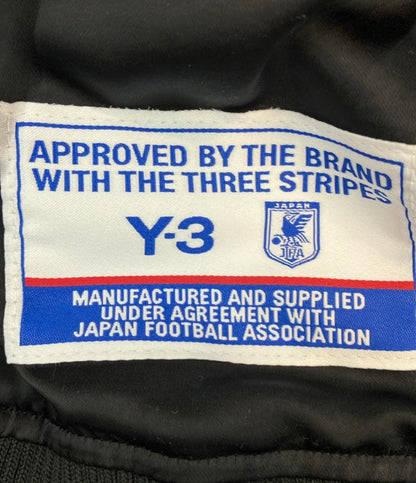 APPROVED BY THE BRAND
WITH THE THREE STRIPES
Y-3
JAPAN
JFA
MANUFACTURED AND SUPPLIED
UNDER AGREEMENT WITH
JAPAN FOOTBALL ASSOCIATION